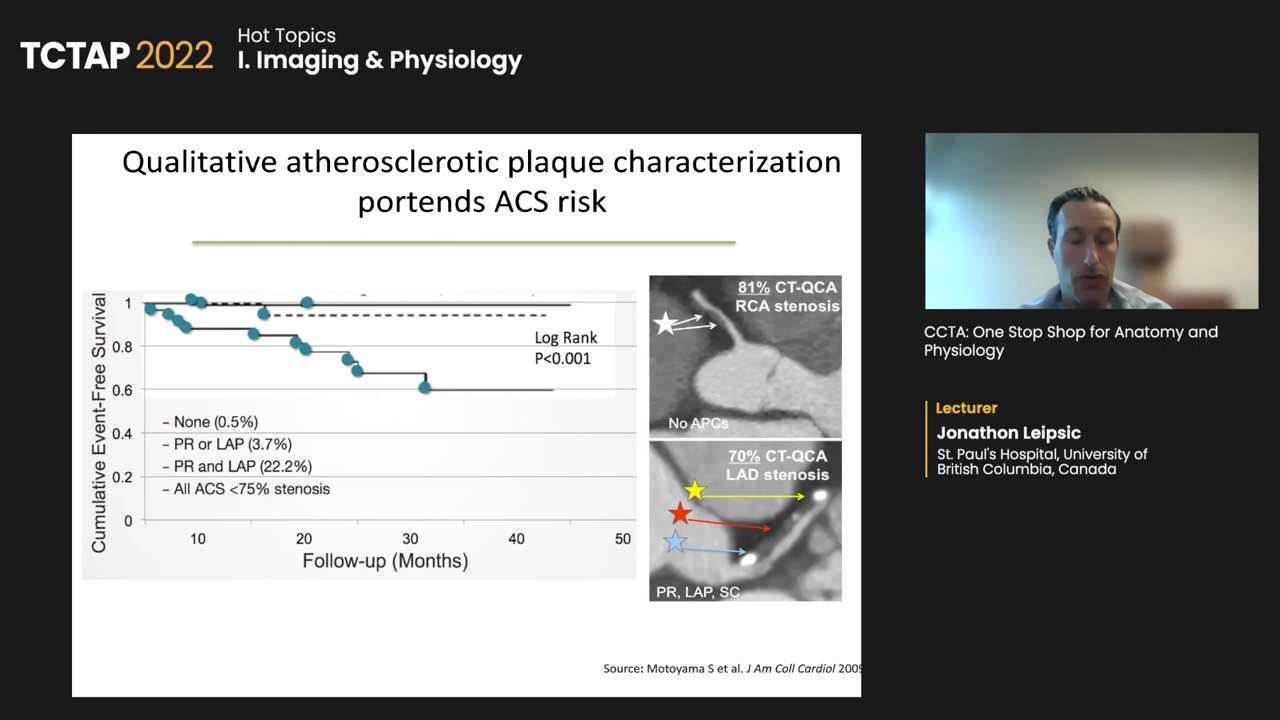 TCTAP 2022
Hot Topics
I. Imaging & Physiology
Qualitative atherosclerotic plaque characterization
portends ACS risk
Cumulative Event-Free Survival
1
0.8
0.6
0.4
0.2
0
Log Rank
P<0.001
– None (0.5%)
– PR or LAP (3.7%)
– PR and LAP (22.2%)
– All ACS <75% stenosis
10
20
30
40
50
Follow-up (Months)
81% CT-QCA
RCA stenosis
No APCs
70% CT-QCA
LAD stenosis
PR, LAP, SC
Source: Motoyama S et al. J Am Coll Cardiol 2009
CCTA: One Stop Shop for Anatomy and
Physiology
Lecturer
Jonathon Leipsic
St. Paul's Hospital, University of
British Columbia, Canada